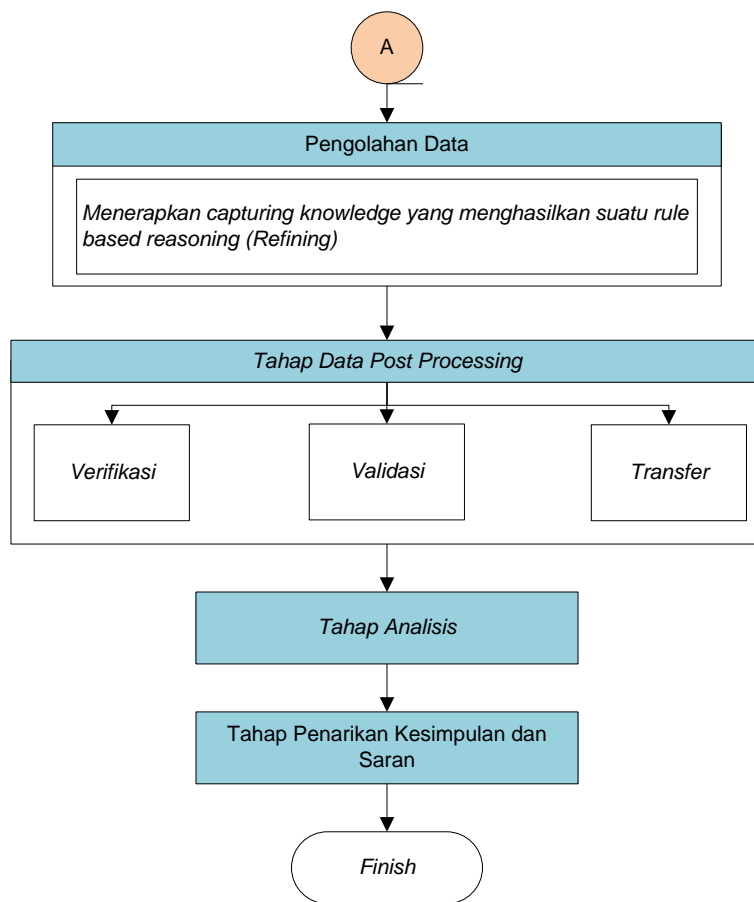 A
Pengolahan Data
Menerapkan capturing knowledge yang menghasilkan suatu rule
based reasoning (Refining)
Tahap Data Post Processing
Verifikasi
Validasi
Transfer
Tahap Analisis
Tahap Penarikan Kesimpulan dan
Saran
Finish